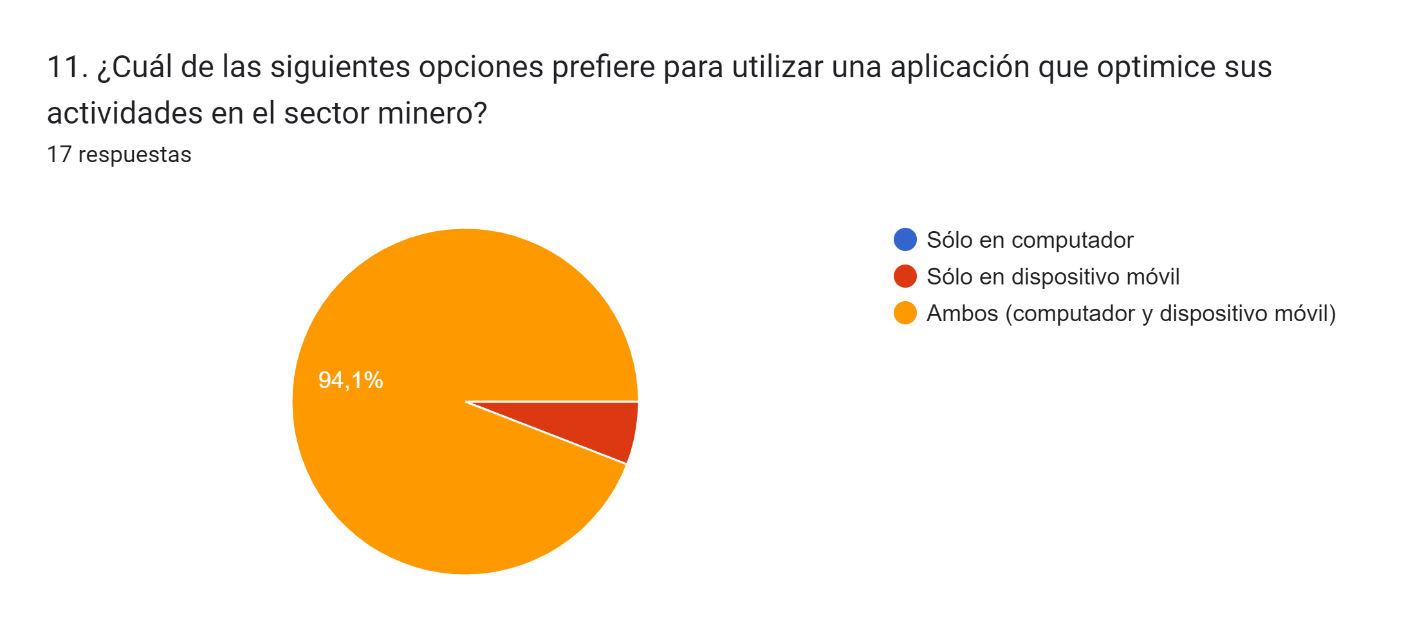 11. ¿Cuál de las siguientes opciones prefiere para utilizar una aplicación que optimice sus
actividades en el sector minero?
17 respuestas
Sólo en computador
Sólo en dispositivo móvil
Ambos (computador y dispositivo móvil)
94,1%